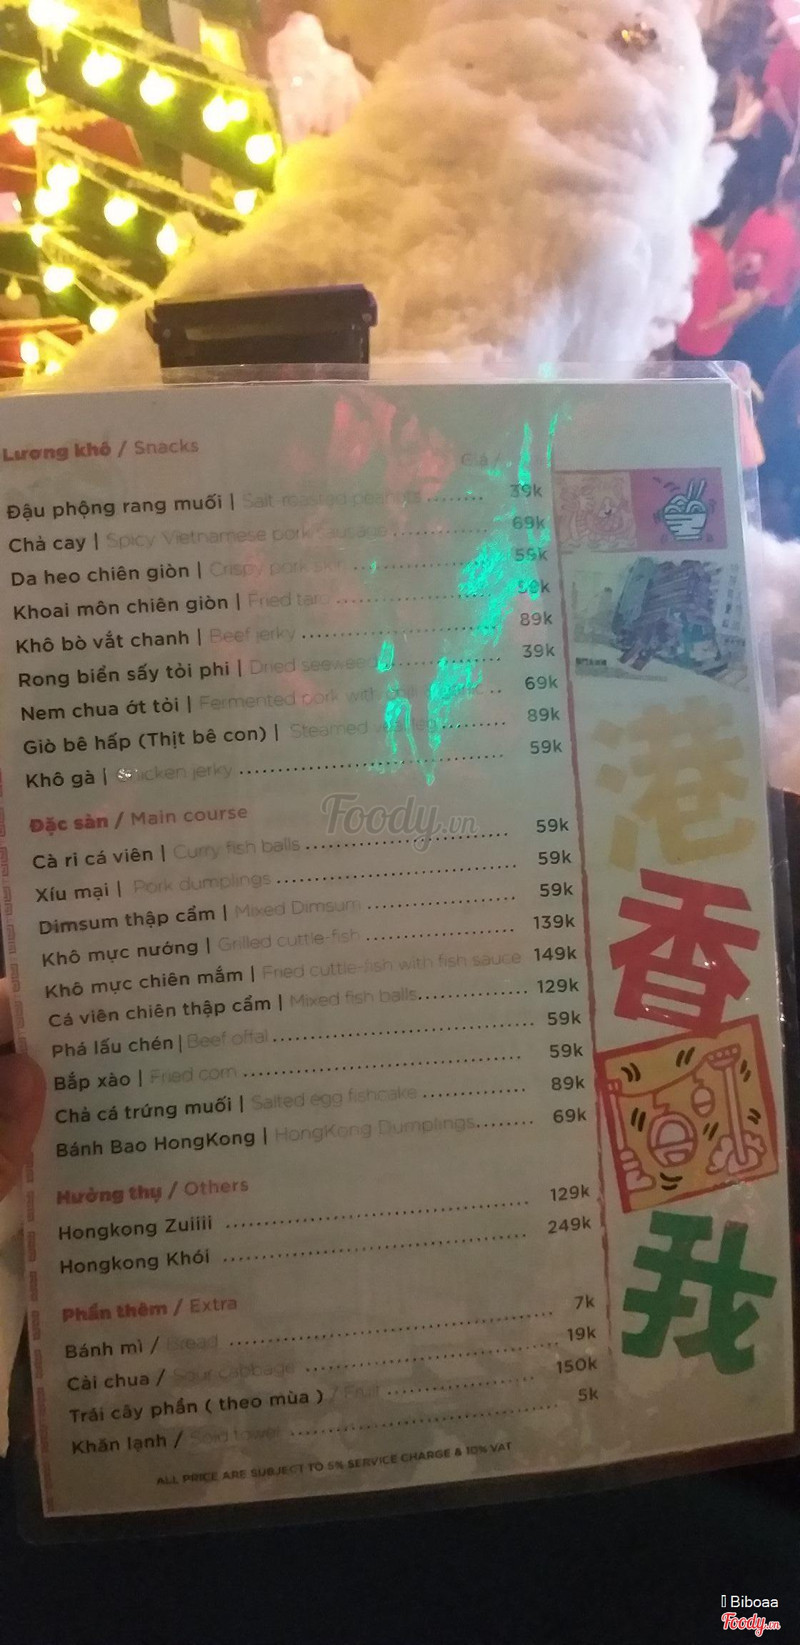 Lương khô / Snacks
Giá /
Đậu phộng rang muối | Salt roasted peanuts ........ 39k
Chả cay | Spicy Vietnamese pork sausage ............ 69k
Da heo chiên giòn | Crispy pork skin ................ 59k
Khoai môn chiên giòn | Fried taro ..................
Khô bò vắt chanh | Beef jerky ...................... 89k
Rong biển sấy tỏi phi | Dried seeweed ............... 39k
Nem chua ớt tỏi | Fermented pork with .. 69k
Giò bê hấp (Thịt bê con) | Steamed ........ 89k
Khô gà | Chicken jerky ............................. 59k
Đặc sản / Main course
Cà ri cá viên | Curry fish balls ...................... 59k
Xíu mại | Pork dumplings ........................... 59k
Dimsum thập cẩm | Mixed Dimsum .................. 59k
Khô mực nướng | Grilled cuttle-fish .................. 139k
Khô mực chiên mắm | Fried cuttle-fish with fish sauce 149k
Cá viên chiên thập cẩm | Mixed fish balls............... 129k
Phá lấu chén | Beef offal ............................ 59k
Bắp xào | Fried corn ................................ 59k
Chả cá trứng muối | Salted egg fishcake ............. 89k
Bánh Bao HongKong | HongKong Dumplings........ 69k
Hưởng thụ / Others
Hongkong Zuiiii ..................................... 129k
Hongkong Khói ..................................... 249k
Phần thêm / Extra
Bánh mì / Bread ..................................... 7k
Cải chua / Sour cabbage ............................ 19k
Trái cây phần ( theo mùa ) / Fruit .................. 150k
Khăn lạnh / ............................... 5k
ALL PRICE ARE SUBJECT TO 5% SERVICE CHARGE & 10% VAT
港
香
我
Foody.vn
Biboaa
Foody.vn